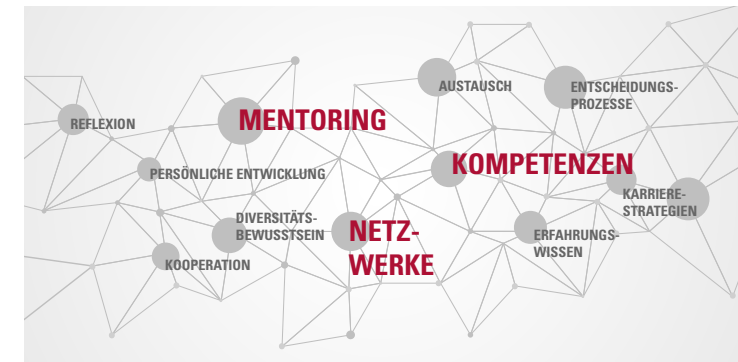 AUSTAUSCH
ENTSCHEIDUNGS-
PROZESSE
REFLEXION
MENTORING
KOMPETENZEN
PERSÖNLICHE ENTWICKLUNG
KARRIERE-
STRATEGIEN
DIVERSITÄTS-
BEWUSSTSEIN
NETZ-
WERKE
ERFAHRUNGS-
WISSEN
KOOPERATION